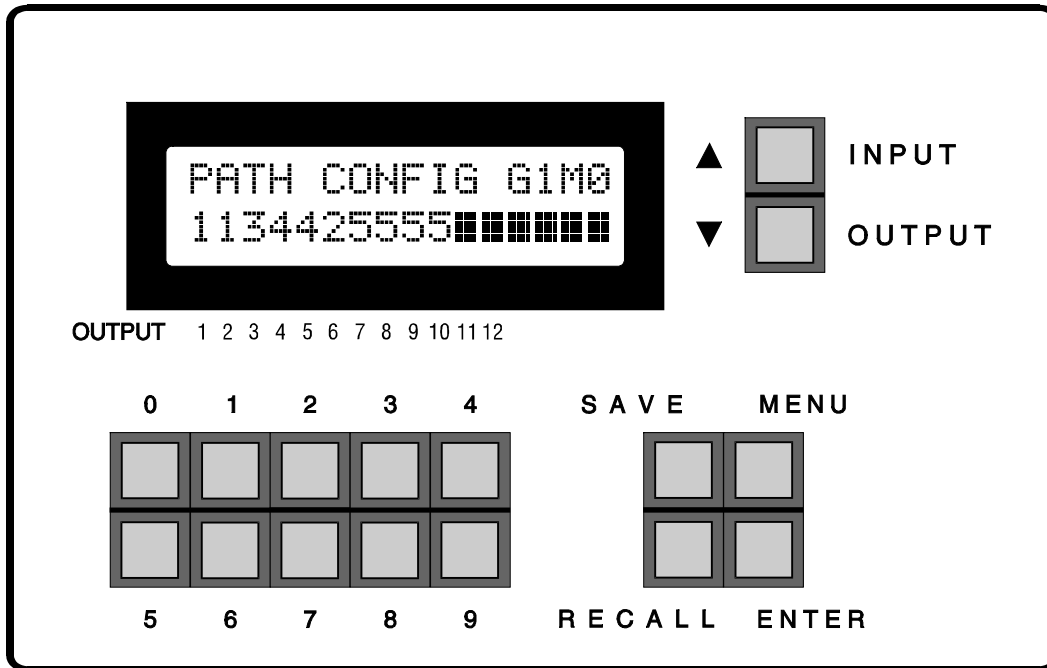 PATH CONFIG G1M0
1134425555
▲ INPUT
▼ OUTPUT
OUTPUT 1 2 3 4 5 6 7 8 9 10 11 12
0 1 2 3 4
SAVE MENU
5 6 7 8 9
RECALL ENTER